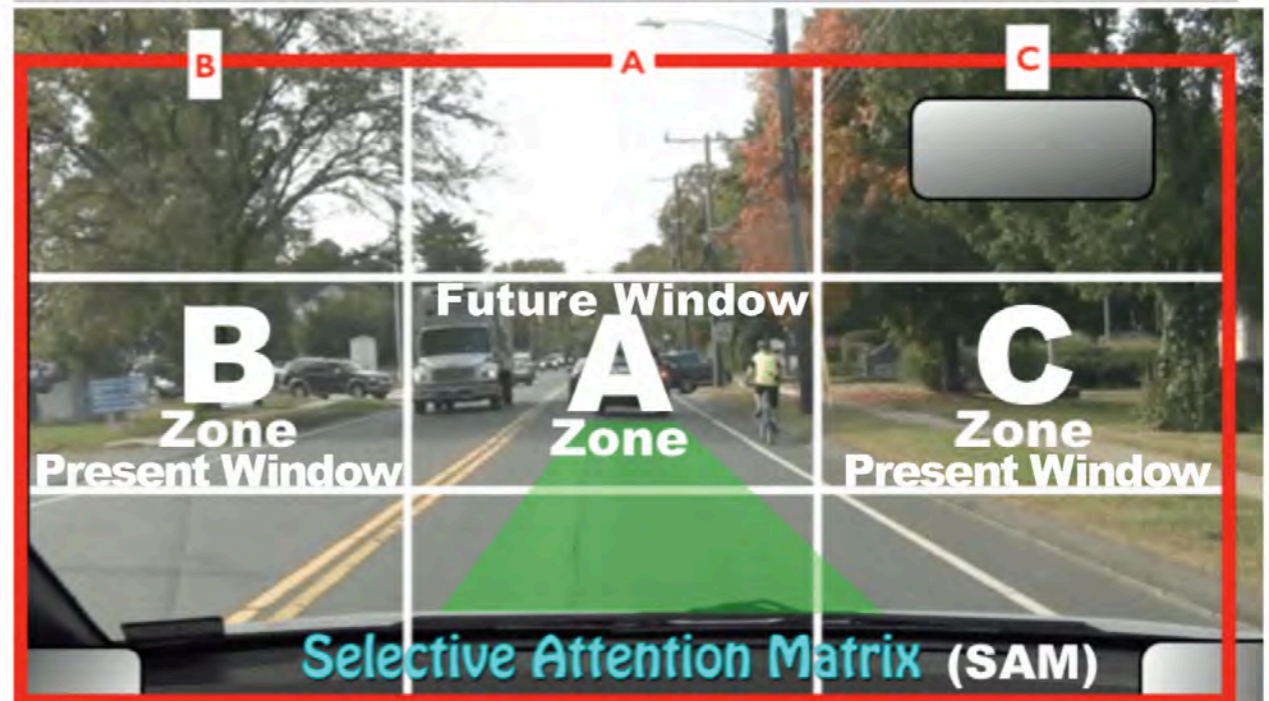 B A C
Future Window
B A C
Zone Zone Zone
Present Window Present Window
Selective Attention Matrix (SAM)